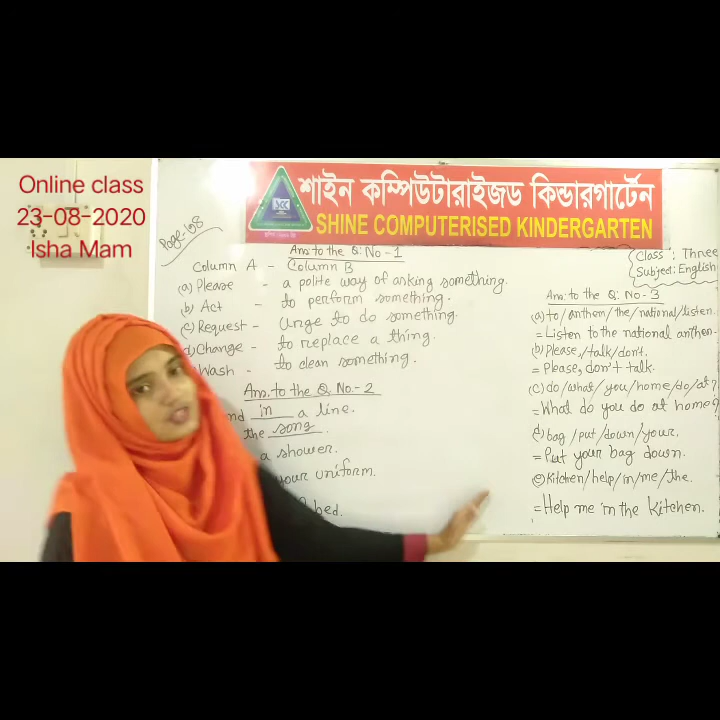 Online class
23-08-2020
Isha Mam
শাইন কম্পিউটারাইজড কিন্ডারগার্টেন
SHINE COMPUTERISED KINDERGARTEN
SCC
Page-68
Class : Three
Subject: English
Ans to the Q: No - 1
Column A - Column B
(a) Please - a polite way of asking something.
(b) Act - to perform something.
(c) Request - Urge to do something.
(d) Change - to replace a thing.
Wash - to clean something.
Ans. to the Q. No.- 2
in a line.
the song
a shower.
your uniform.
bed.
Ans: to the Q: No- 3
(a) to/anthem/the/national/listen.
= Listen to the national anthem.
(b) Please,/talk/don't.
= Please, don't talk.
(c) do/what/you/home/do/at?
= What do you do at home?
(d) bag/put/down/your.
= Put your bag down.
(e) Kitchen/help/in/me/the.
= Help me in the kitchen.